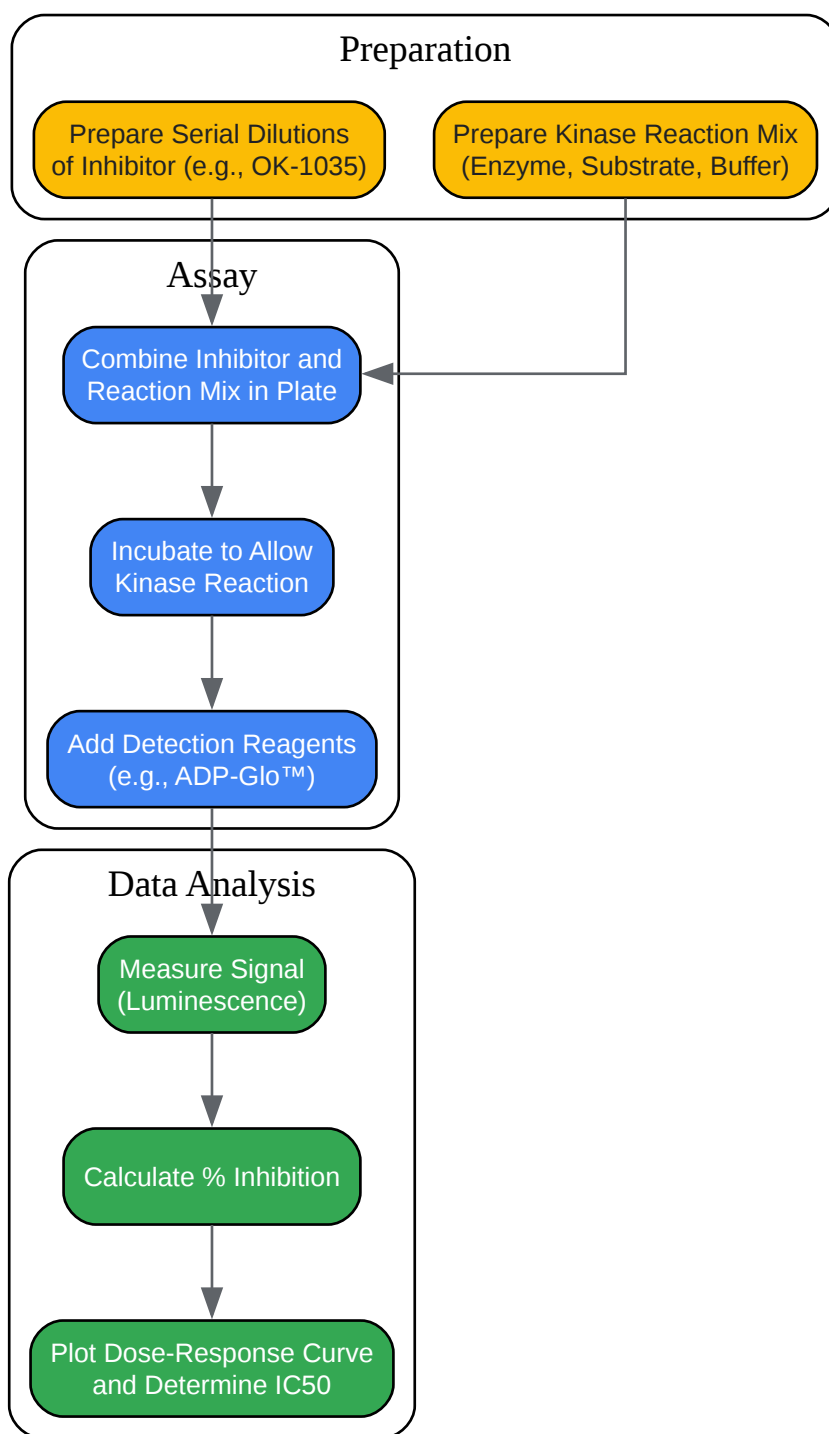 Preparation
Prepare Serial Dilutions
of Inhibitor (e.g., OK-1035)
Prepare Kinase Reaction Mix
(Enzyme, Substrate, Buffer)
Assay
Combine Inhibitor and
Reaction Mix in Plate
Incubate to Allow
Kinase Reaction
Add Detection Reagents
(e.g., ADP-Glo™)
Data Analysis
Measure Signal
(Luminescence)
Calculate % Inhibition
Plot Dose-Response Curve
and Determine IC50